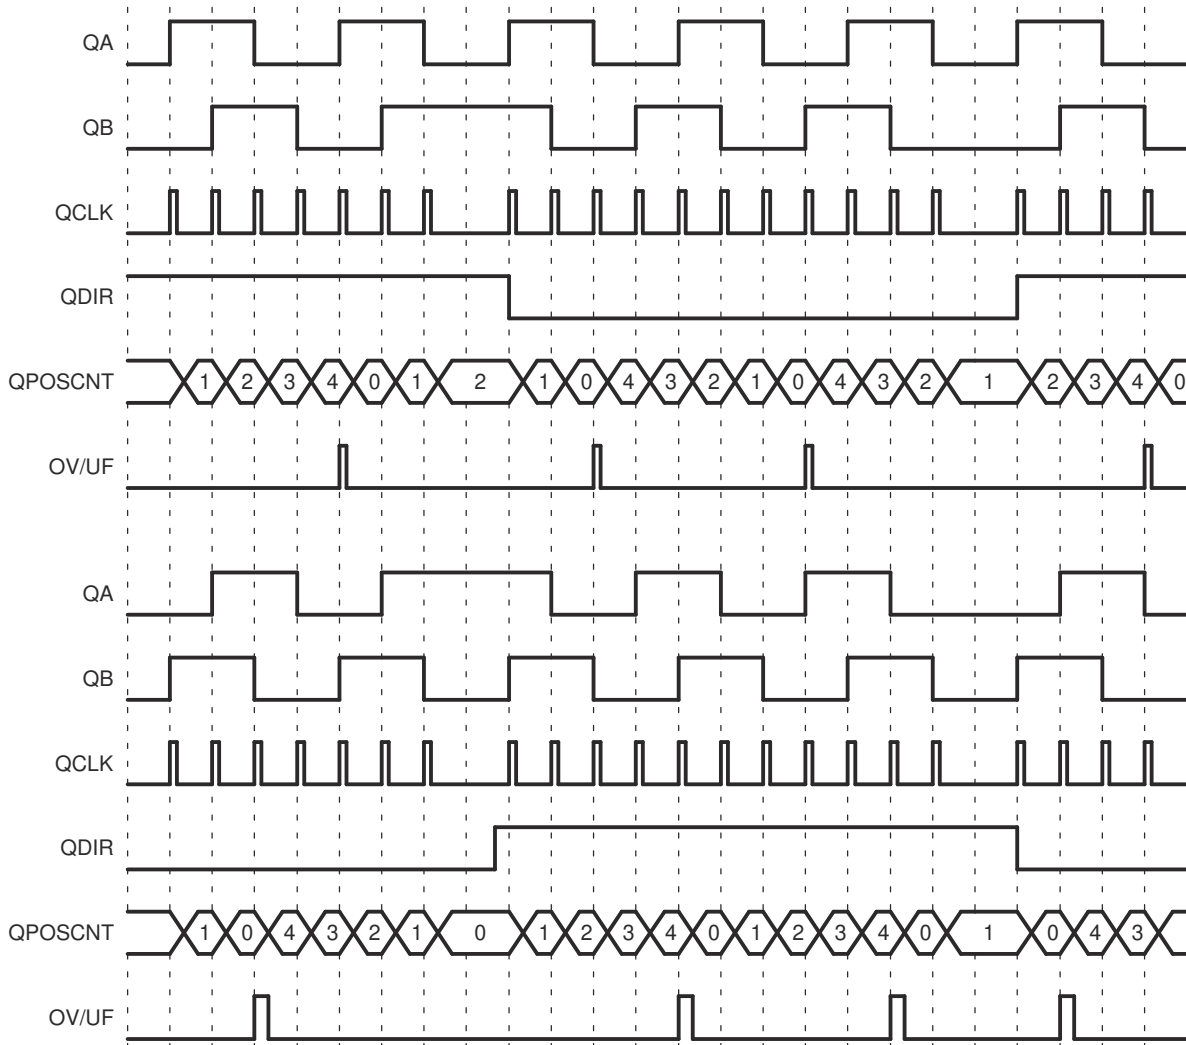 QA
QB
QCLK
QDIR
QPOSCNT 1 2 3 4 0 1 2 1 0 4 3 2 1 0 4 3 2 1 2 3 4 0
OV/UF
QA
QB
QCLK
QDIR
QPOSCNT 1 0 4 3 2 1 0 1 2 3 4 0 1 2 3 4 0 1 0 4 3
OV/UF